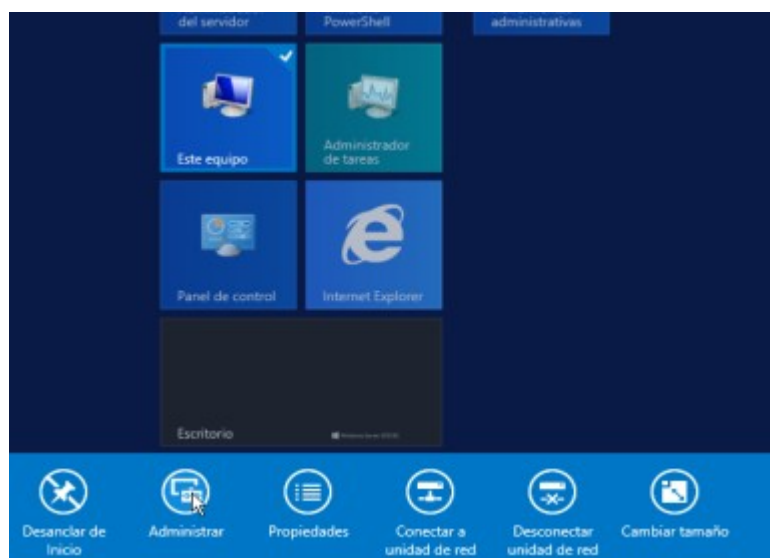 del servidor
PowerShell
administrativas
Este equipo
Administrador
de tareas
Panel de control
Internet Explorer
Escritorio
Desanclar de
Inicio
Administrar
Propiedades
Conectar a
unidad de red
Desconectar
unidad de red
Cambiar tamaño